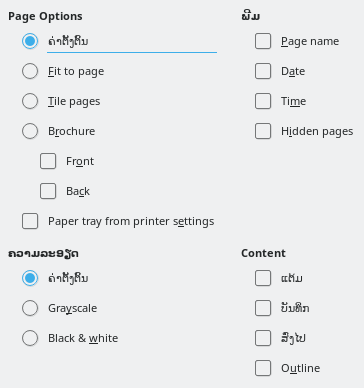 Page Options
ຄ່າຕັ້ງຕົ້ນ
Fit to page
Tile pages
Brochure
Front
Back
Paper tray from printer settings
ຄວາມລະອຽດ
ຄ່າຕັ້ງຕົ້ນ
Grayscale
Black & white
ພີມ
Page name
Date
Time
Hidden pages
Content
ແຕ້ມ
ບັນທຶກ
ສົ່ງໄປ
Outline